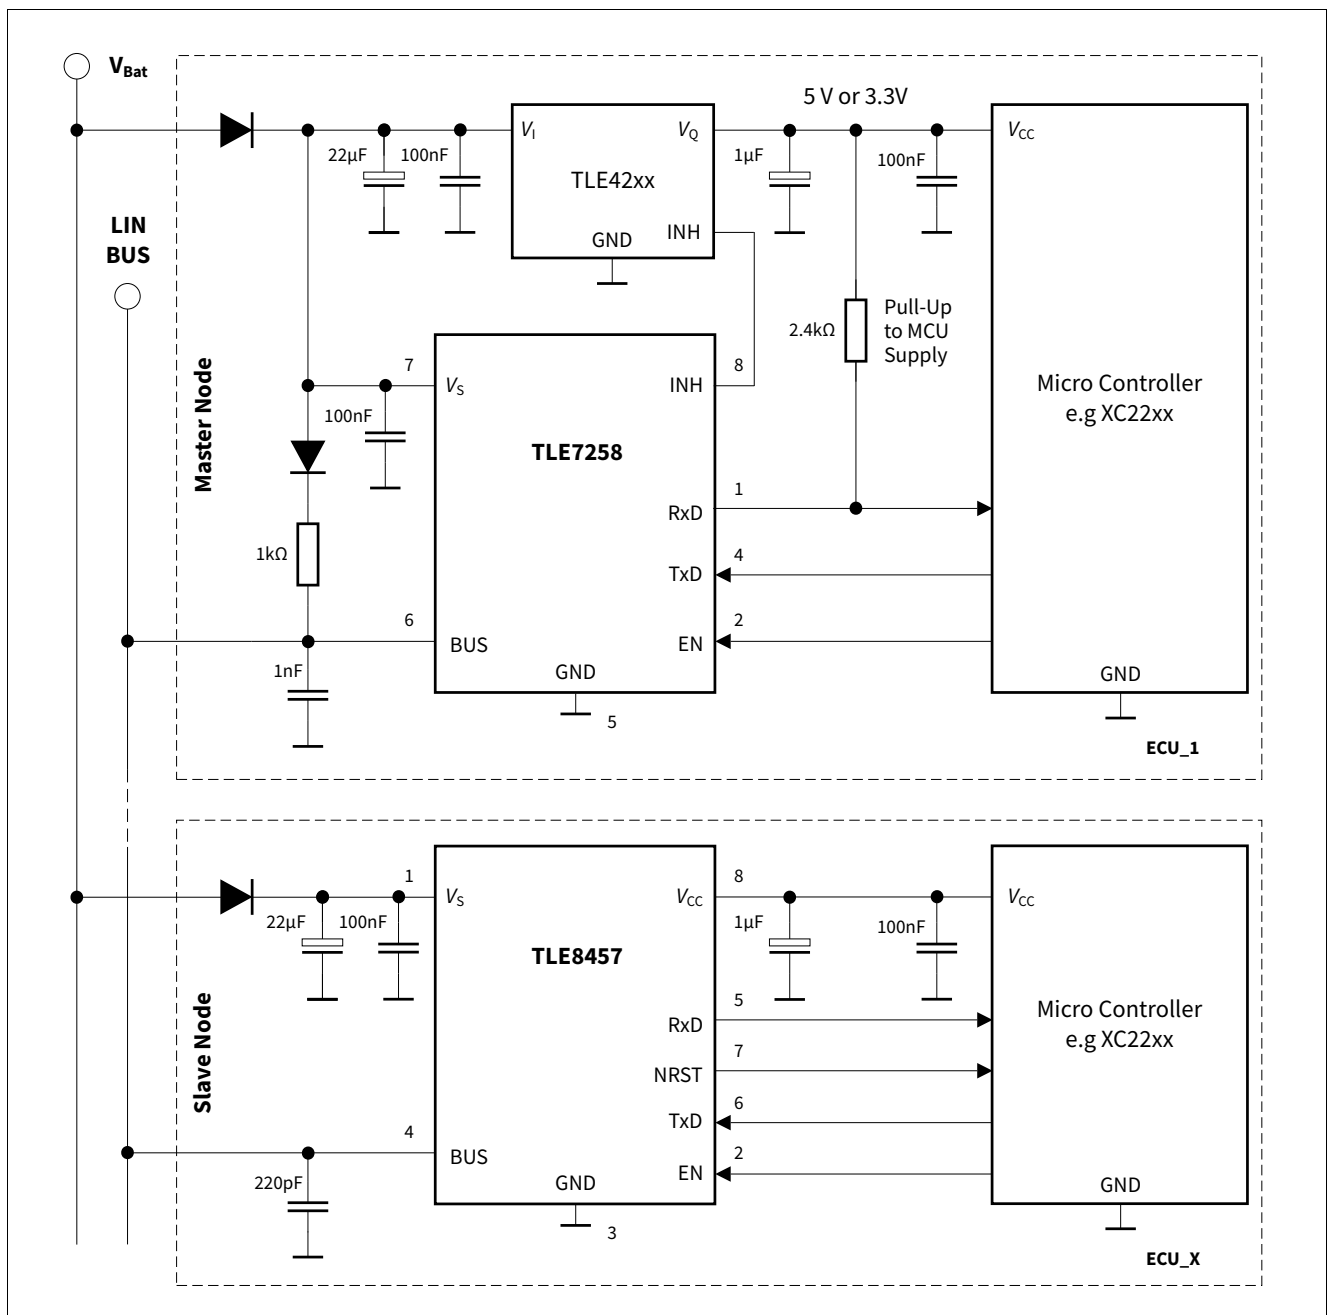 VBat
5 V or 3.3V
VI
VQ
VCC
22µF
100nF
1µF
100nF
TLE42xx
LIN
BUS
GND
INH
Pull-Up
to MCU
Supply
2.4kΩ
Master Node
7
8
VS
INH
Micro Controller
e.g XC22xx
100nF
TLE7258
1
RxD
1kΩ
4
TxD
6
2
BUS
EN
1nF
GND
GND
5
ECU_1
1
8
VS
VCC
VCC
22µF
100nF
1µF
100nF
TLE8457
Slave Node
5
RxD
Micro Controller
e.g XC22xx
7
NRST
6
TxD
4
2
BUS
EN
220pF
GND
GND
3
ECU_X